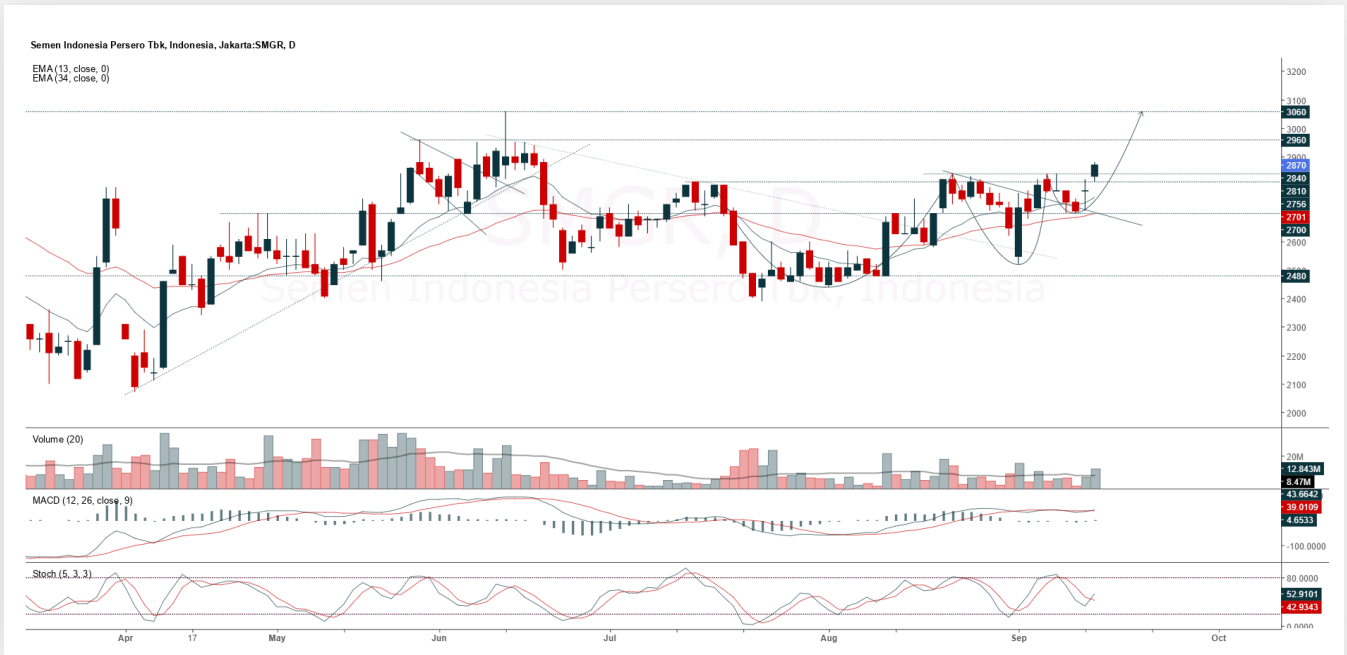 Semen Indonesia Persero Tbk, Indonesia, Jakarta:SMGR, D
EMA (13, close, 0)
EMA (34, close, 0)
SMGR, D
Semen Indonesia Persero Tbk, Indonesia
3200
3100
3060
3000
2960
2900
2870
2840
2810
2756
2701
2700
2600
2480
2400
2300
2200
2100
2000
Volume (20)
20M
12.843M
8.47M
MACD (12, 26, close, 9)
43.6642
39.0109
4.6533
-100.0000
Stoch (5, 3, 3)
80.0000
52.9101
42.9343
0.0000
Apr
17
May
Jun
Jul
Aug
Sep
Oct